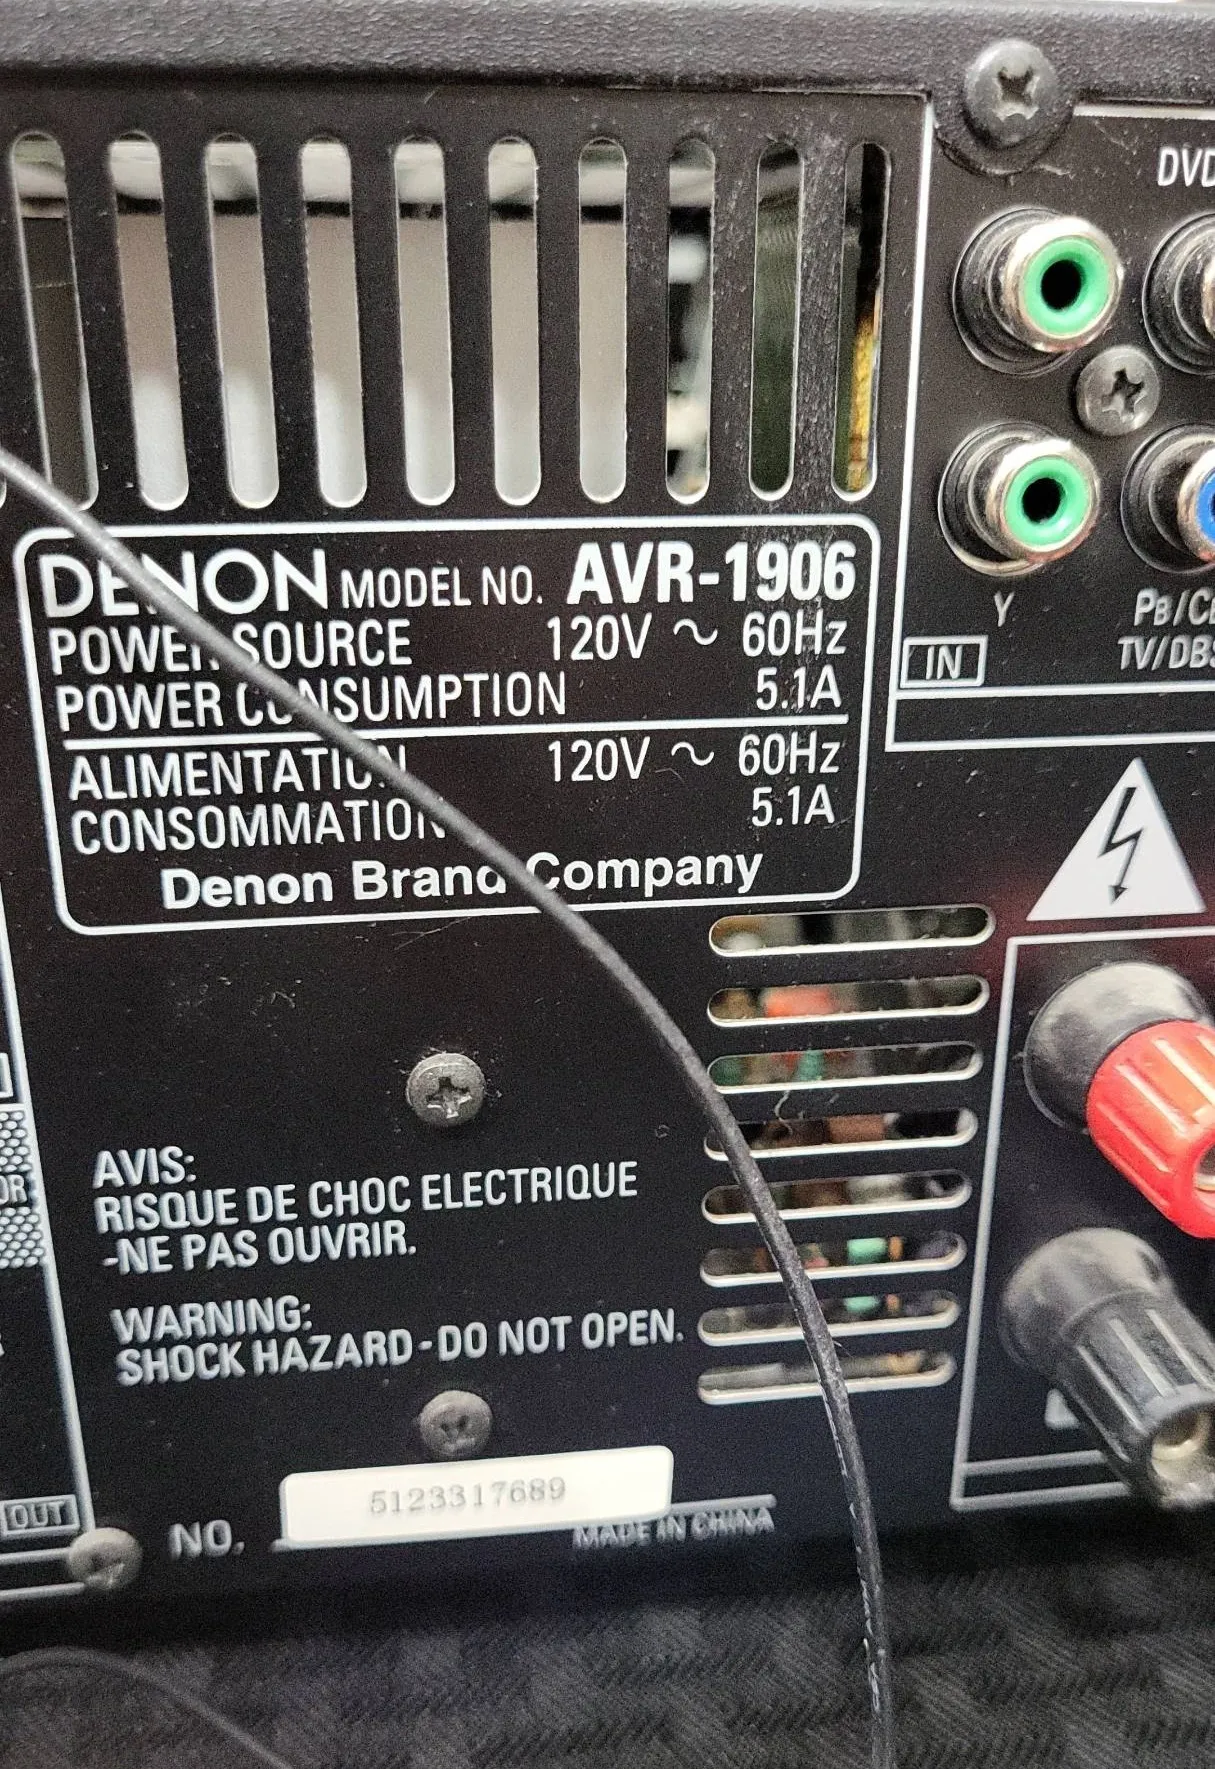 DVD
DENON MODEL NO. AVR-1906
POWER SOURCE 120V ~ 60Hz
POWER CONSUMPTION 5.1A
ALIMENTATION 120V ~ 60Hz
CONSOMMATION 5.1A
Denon Brand Company
Y
IN
TV/DBS
AVIS:
RISQUE DE CHOC ELECTRIQUE
-NE PAS OUVRIR.
WARNING:
SHOCK HAZARD-DO NOT OPEN.
OUT
NO. 5123317689
MADE IN CHINA